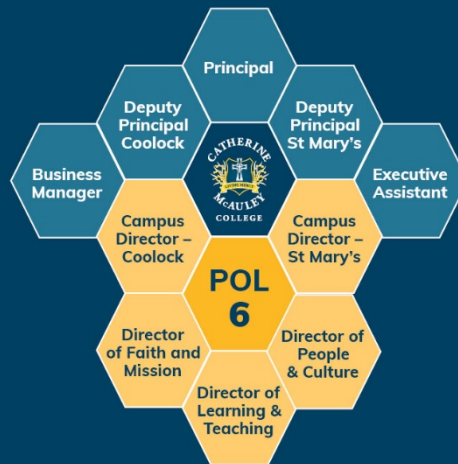 Principal
Deputy
Principal
Coolock
Deputy
Principal
St Mary's
Business
Manager
CATHERINE
McAULEY
COLLEGE
Executive
Assistant
Campus
Director –
Coolock
Campus
Director –
St Mary's
POL
6
Director
of Faith and
Mission
Director of
People
& Culture
Director of
Learning &
Teaching